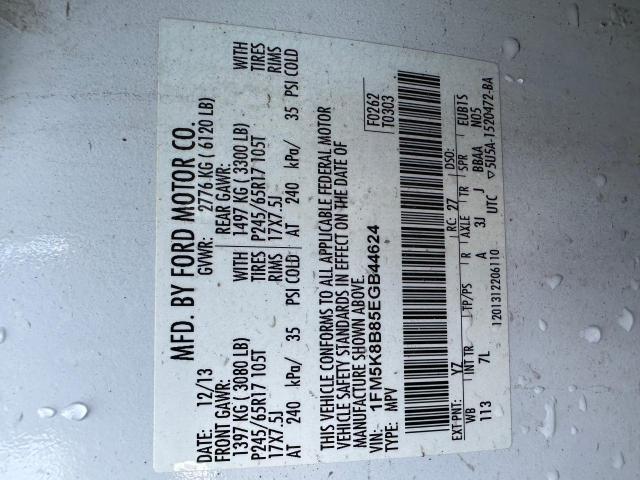 MFD. BY FORD MOTOR CO.
DATE: 12/13 GVWR: 2776 KG ( 6120 LB)
FRONT GAWR: REAR GAWR: WITH
1397 KG ( 3080 LB) WITH 1497 KG ( 3300 LB) TIRES
P245/65R17 105T TIRES P245/65R17 105T RIMS
17X7.5J RIMS 17X7.5J
AT 240 kPa/ 35 PSI COLD AT 240 kPa/ 35 PSI COLD
THIS VEHICLE CONFORMS TO ALL APPLICABLE FEDERAL MOTOR
VEHICLE SAFETY STANDARDS IN EFFECT ON THE DATE OF
MANUFACTURE SHOWN ABOVE.
VIN: 1FM5K8B85EGB44624 F0262
TYPE: MPV T0303
EXT PNT: YZ RC: 27 DSO:
WB INT TR TP/PS R AXLE TR SPR EUBTS
113 7L A 3J J BBAA N05
1201312206110 UTC ▽5U5A-1520472-BA